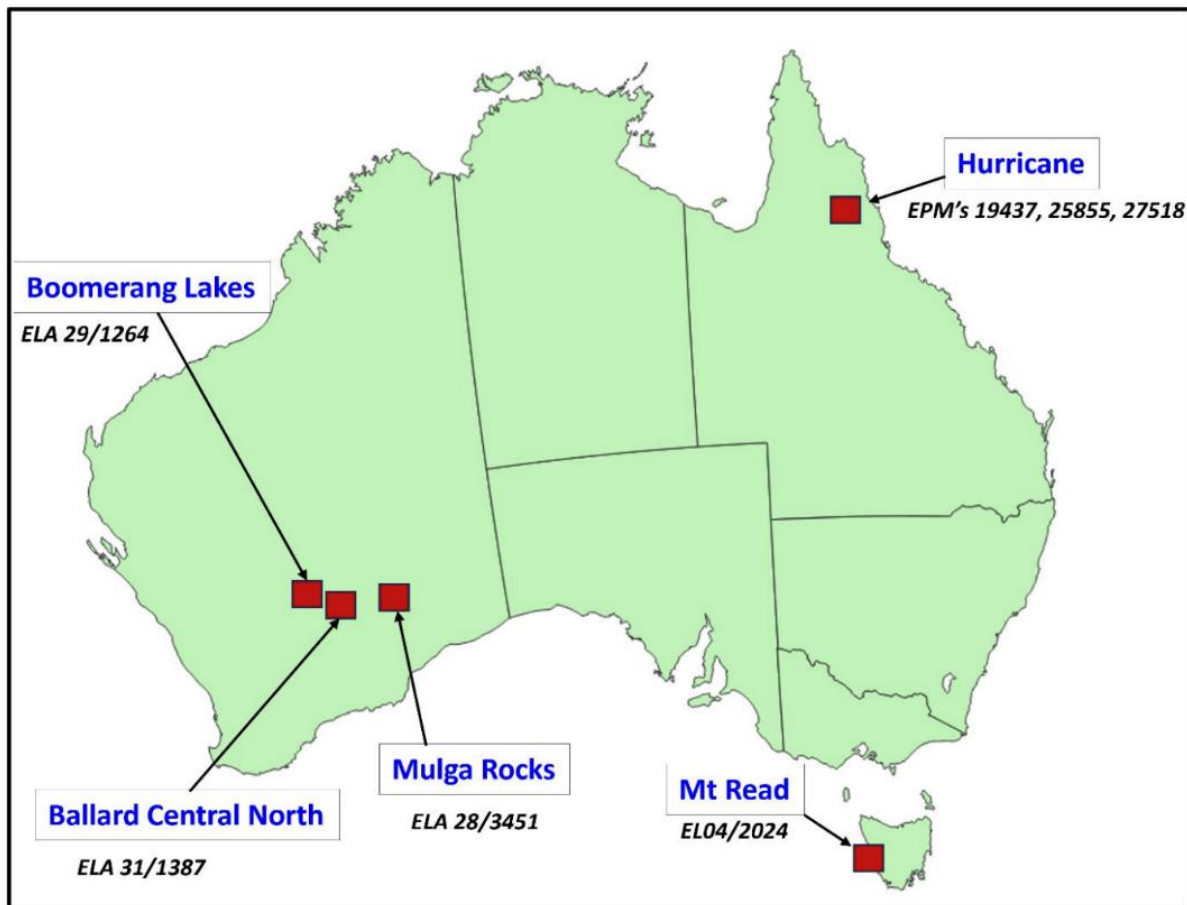 Hurricane
EPM's 19437, 25855, 27518
Boomerang Lakes
ELA 29/1264
Mulga Rocks
ELA 28/3451
Mt Read
EL04/2024
Ballard Central North
ELA 31/1387